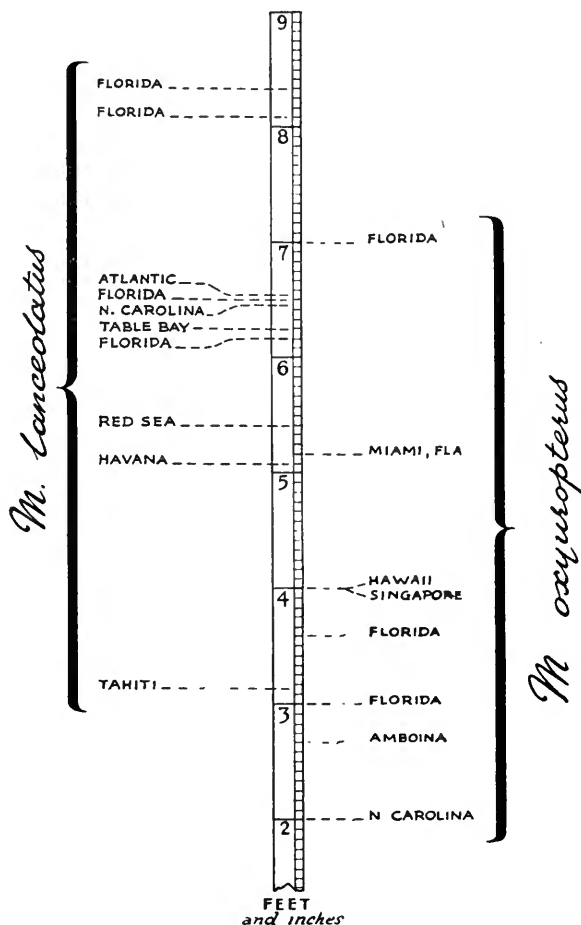 9
FLORIDA
FLORIDA
8
7
FLORIDA
ATLANTIC
FLORIDA
N. CAROLINA
TABLE BAY
FLORIDA
6
RED SEA
MIAMI, FLA
HAVANA
5
4
HAWAII
SINGAPORE
FLORIDA
TAHITI
3
FLORIDA
AMBOINA
2
N CAROLINA
FEET
and inches
M. lanceolatus
M oxyuropterus